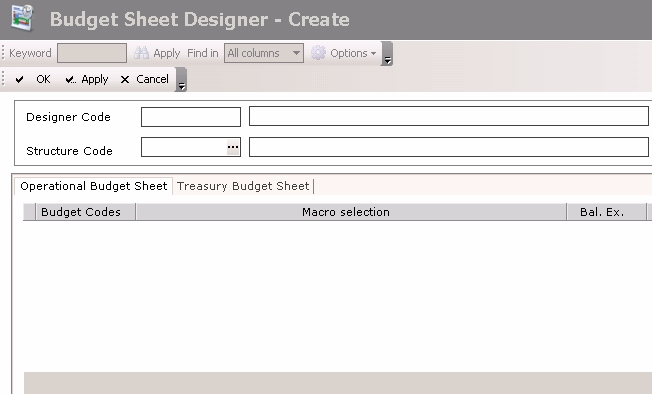 Budget Sheet Designer - Create
Keyword Apply Find in All columns Options
OK Apply Cancel
Designer Code
Structure Code ...
Operational Budget Sheet Treasury Budget Sheet
Budget Codes Macro selection Bal. Ex.